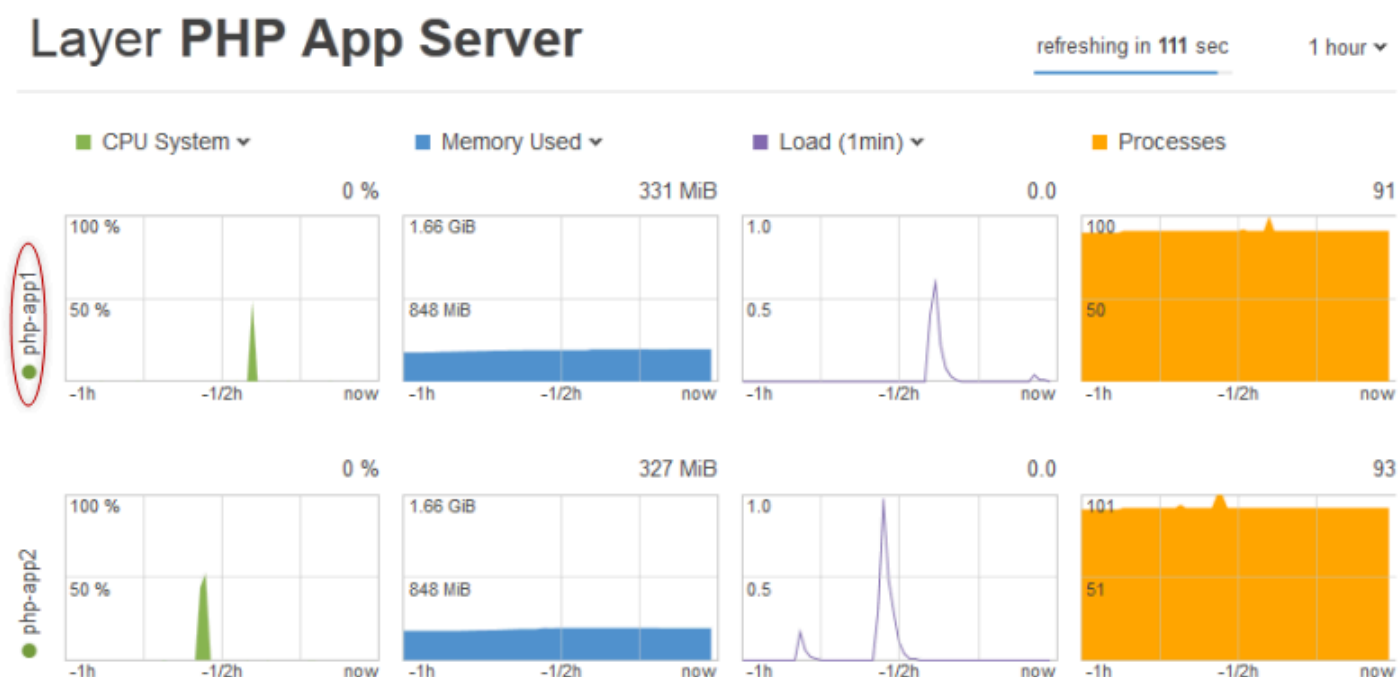 Layer PHP App Server
refreshing in 111 sec
1 hour
CPU System
Memory Used
Load (1min)
Processes
0 %
331 MiB
0.0
91
php-app1
100 %
50 %
-1h
-1/2h
now
1.66 GiB
848 MiB
-1h
-1/2h
now
1.0
0.5
-1h
-1/2h
now
100
50
-1h
-1/2h
now
0 %
327 MiB
0.0
93
php-app2
100 %
50 %
-1h
-1/2h
now
1.66 GiB
848 MiB
-1h
-1/2h
now
1.0
0.5
-1h
-1/2h
now
101
51
-1h
-1/2h
now